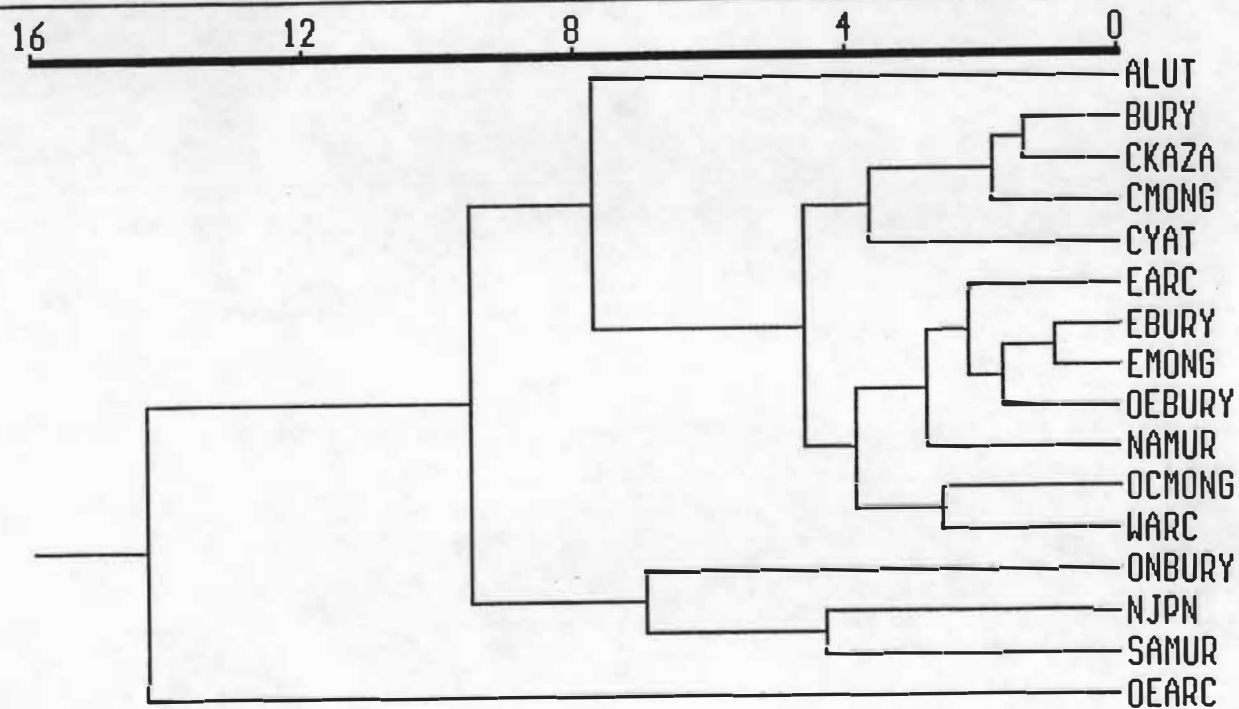 16 12 8 4 0
ALUT
BURY
CKAZA
CMONG
CYAT
EARC
EBURY
EMONG
OEBURY
NAMUR
OCMONG
WARC
ONBURY
NJPN
SAMUR
OEARC